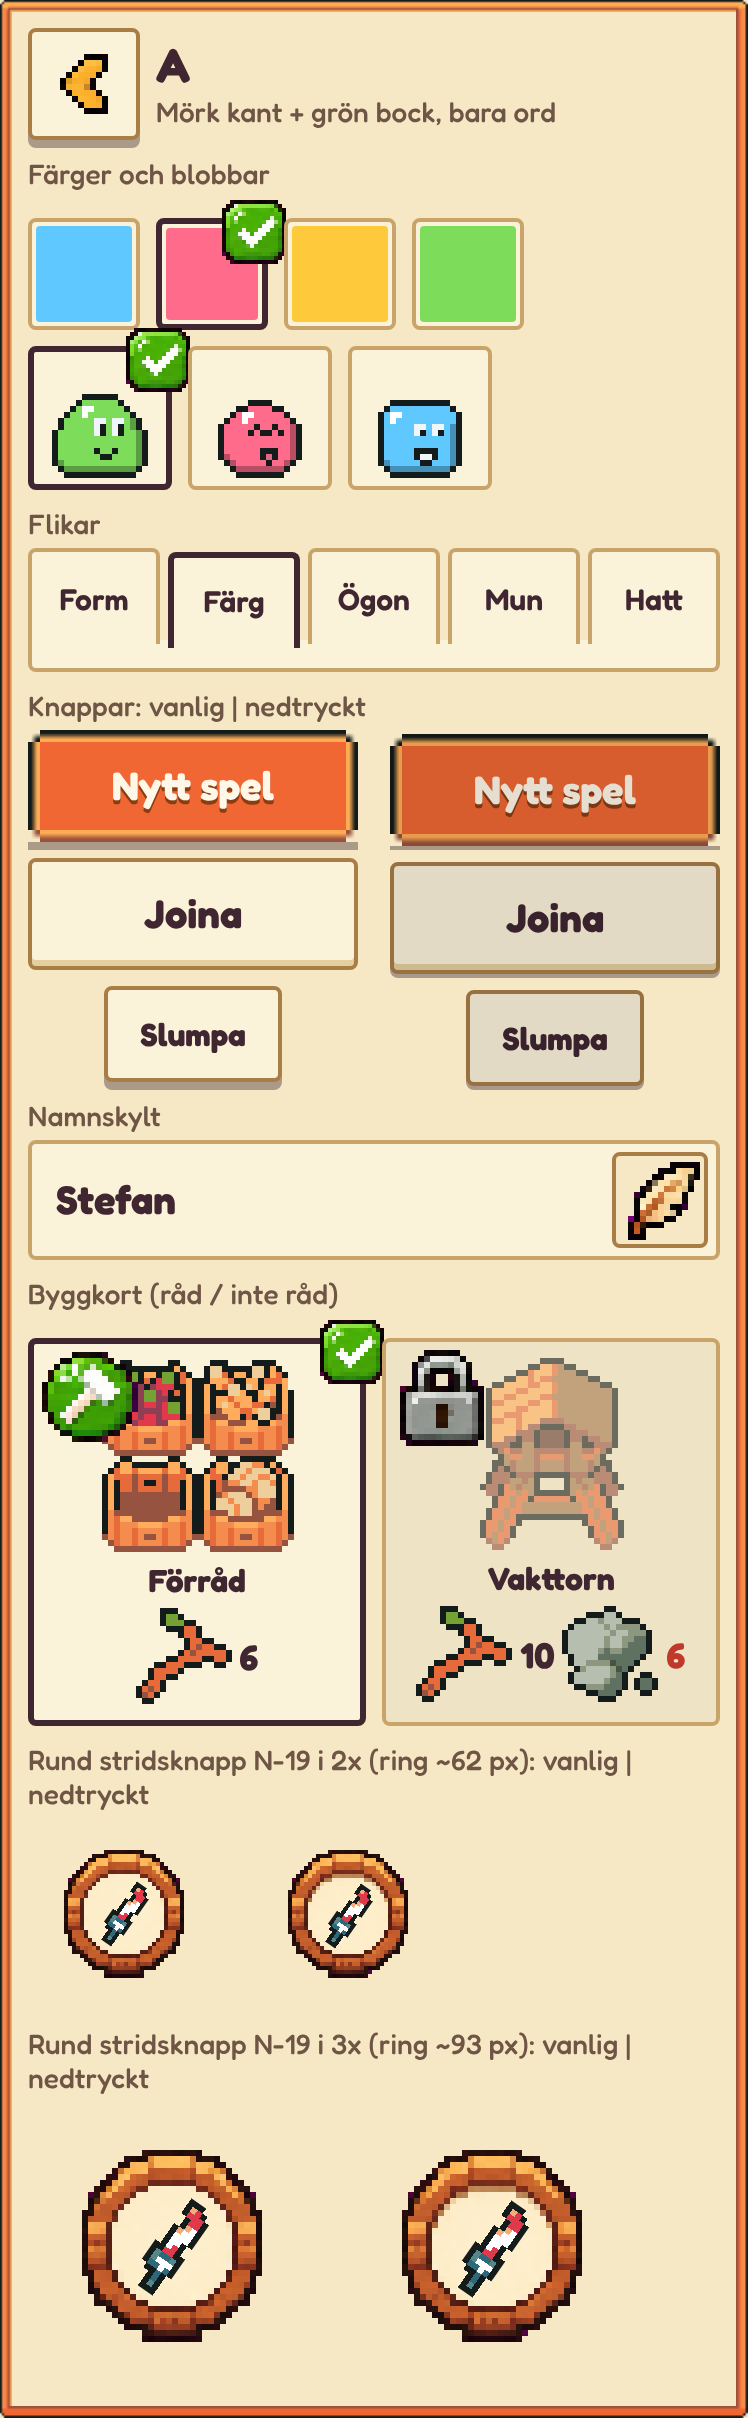 A
Mörk kant + grön bock, bara ord
Färger och blobbar
Flikar
Form Färg Ögon Mun Hatt
Knappar: vanlig | nedtryckt
Nytt spel Nytt spel
Joina Joina
Slumpa Slumpa
Namnskylt
Stefan
Byggkort (råd / inte råd)
Förråd Vakttorn
6 10 6
Rund stridsknapp N-19 i 2x (ring ~62 px): vanlig |
nedtryckt
Rund stridsknapp N-19 i 3x (ring ~93 px): vanlig |
nedtryckt